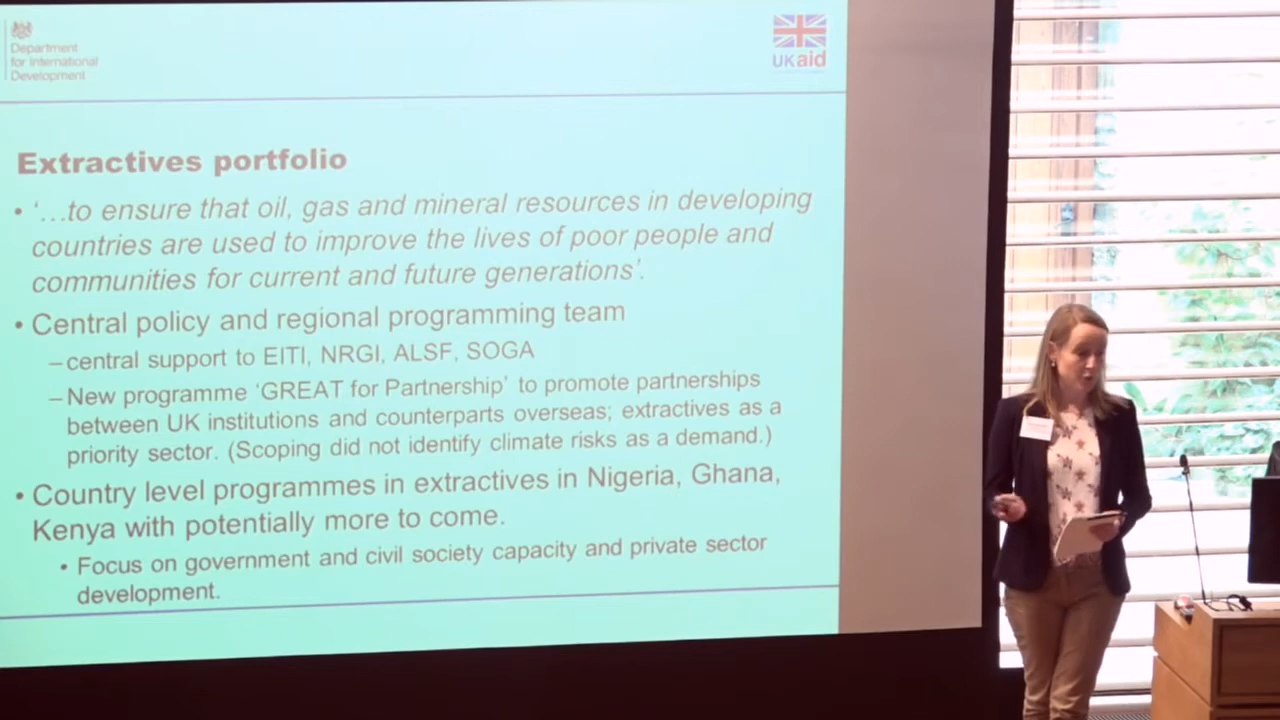 Department
for International
Development
UKaid
Extractives portfolio
• ‘…to ensure that oil, gas and mineral resources in developing
countries are used to improve the lives of poor people and
communities for current and future generations’.
• Central policy and regional programming team
–central support to EITI, NRGI, ALSF, SOGA
–New programme ‘GREAT for Partnership’ to promote partnerships
between UK institutions and counterparts overseas; extractives as a
priority sector. (Scoping did not identify climate risks as a demand.)
• Country level programmes in extractives in Nigeria, Ghana,
Kenya with potentially more to come.
• Focus on government and civil society capacity and private sector
development.